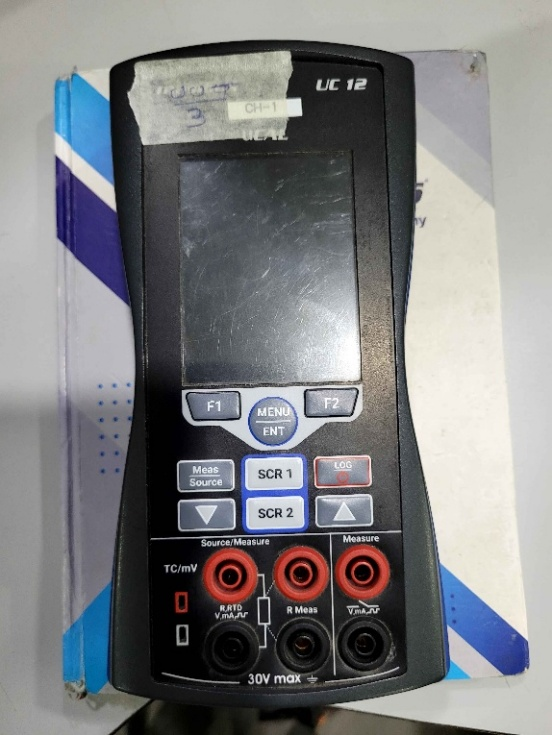 UC 12
CH-1
F1
MENU
ENT
F2
Meas
Source
SCR 1
LOG
SCR 2
Source/Measure
Measure
TC/mV
R,RTD
V,mA,
R Meas
V,mA,
30V max